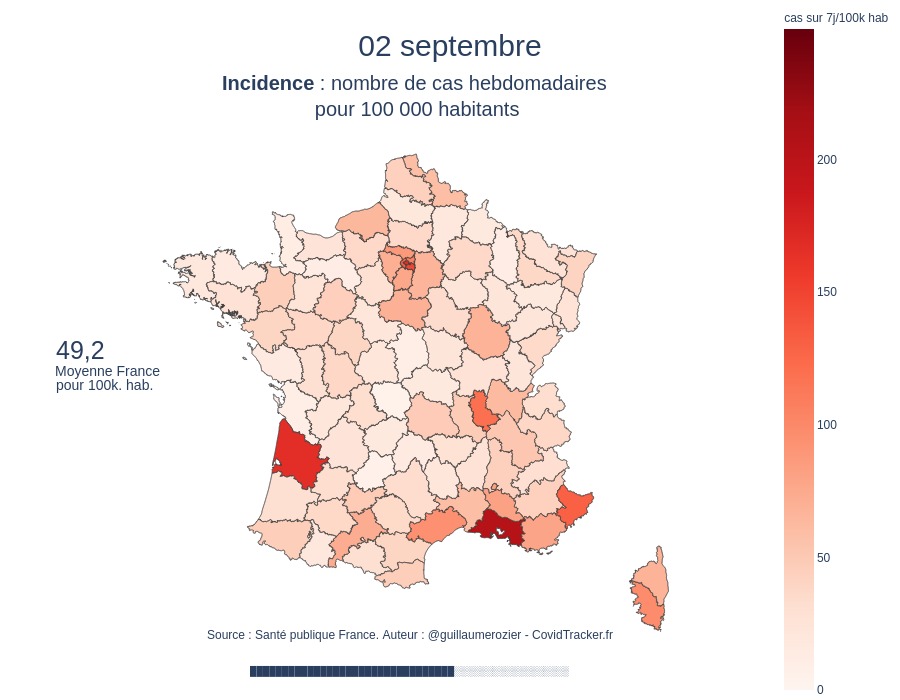 cas sur 7j/100k hab
02 septembre
Incidence : nombre de cas hebdomadaires
pour 100 000 habitants
200
150
100
50
0
49,2
Moyenne France
pour 100k. hab.
Source : Santé publique France. Auteur : @guillaumerozier - CovidTracker.fr